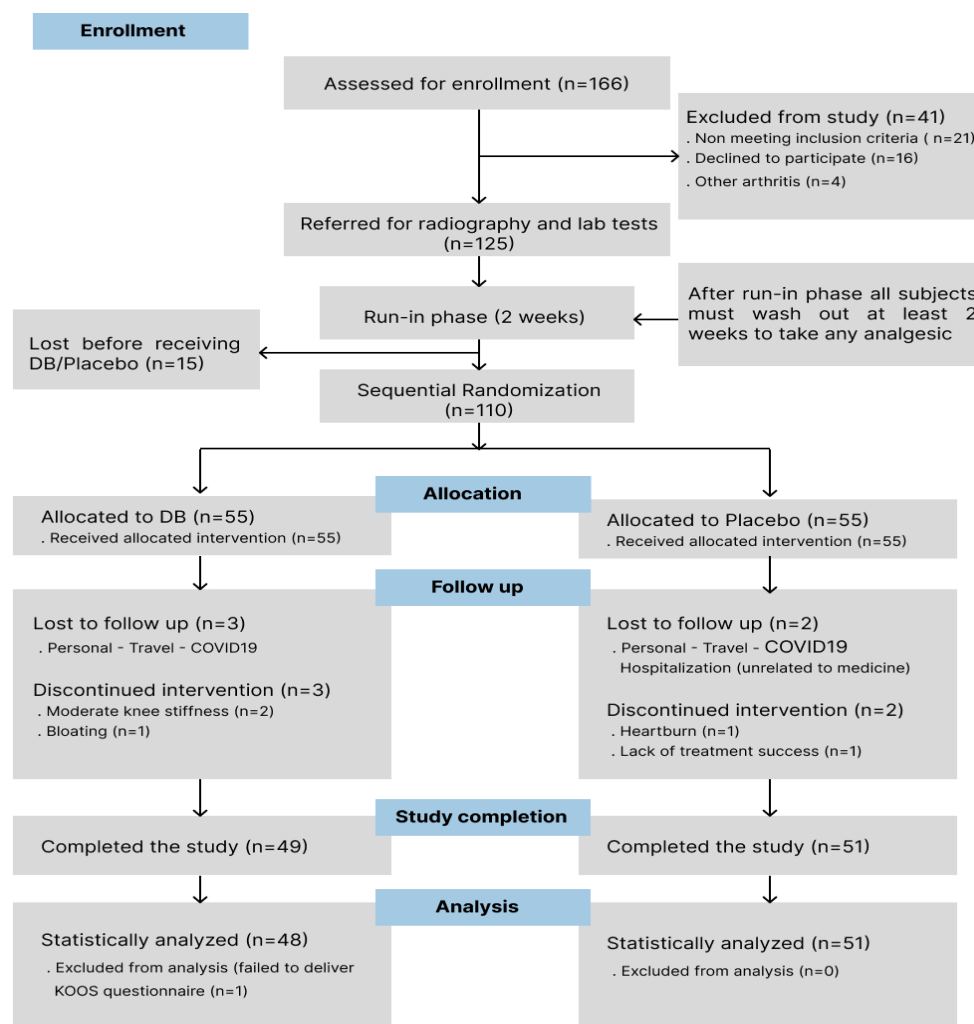 Enrollment
Assessed for enrollment (n=166)
Excluded from study (n=41)
. Non meeting inclusion criteria ( n=21)
. Declined to participate (n=16)
. Other arthritis (n=4)
Referred for radiography and lab tests
(n=125)
Run-in phase (2 weeks)
After run-in phase all subjects
must wash out at least 2
weeks to take any analgesic
Lost before receiving
DB/Placebo (n=15)
Sequential Randomization
(n=110)
Allocation
Allocated to DB (n=55)
. Received allocated intervention (n=55)
Allocated to Placebo (n=55)
. Received allocated intervention (n=55)
Follow up
Lost to follow up (n=3)
. Personal - Travel - COVID19
Discontinued intervention (n=3)
. Moderate knee stiffness (n=2)
. Bloating (n=1)
Lost to follow up (n=2)
. Personal - Travel - COVID19
Hospitalization (unrelated to medicine)
Discontinued intervention (n=2)
. Heartburn (n=1)
. Lack of treatment success (n=1)
Study completion
Completed the study (n=49)
Completed the study (n=51)
Analysis
Statistically analyzed (n=48)
. Excluded from analysis (failed to deliver
KOOS questionnaire (n=1)
Statistically analyzed (n=51)
. Excluded from analysis (n=0)